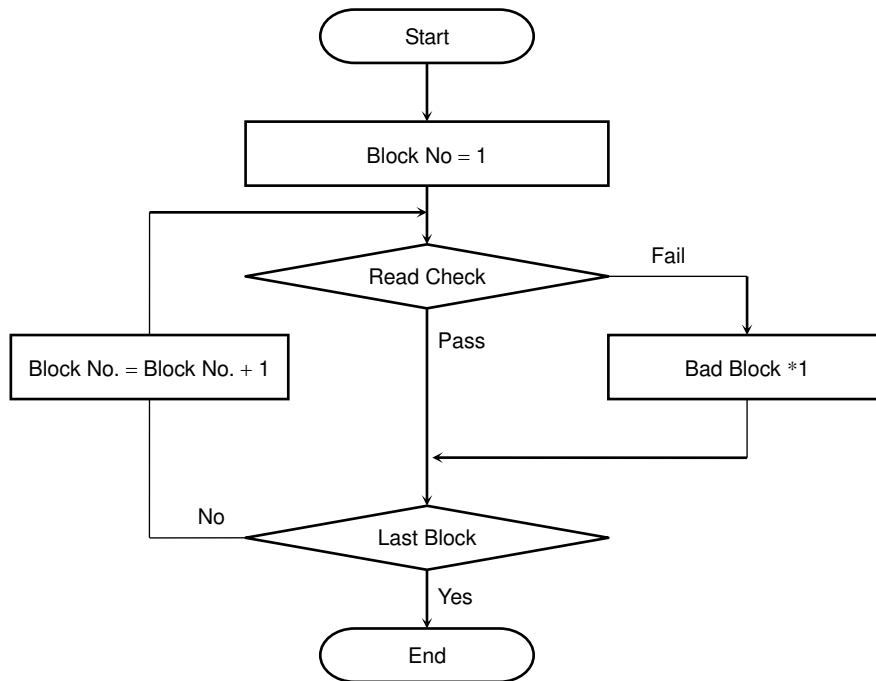 Start
Block No = 1
Read Check
Fail
Pass
Block No. = Block No. + 1
Bad Block *1
No
Last Block
Yes
End